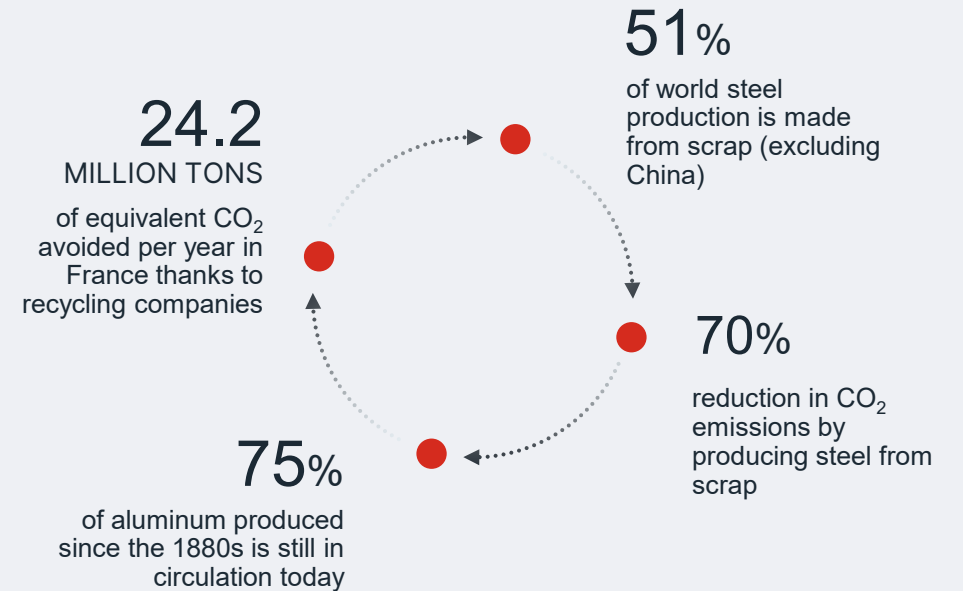 51%
of world steel
production is made
from scrap (excluding
China)
24.2
MILLION TONS
of equivalent CO₂
avoided per year in
France thanks to
recycling companies
70%
reduction in CO₂
emissions by
producing steel from
scrap
75%
of aluminum produced
since the 1880s is still in
circulation today